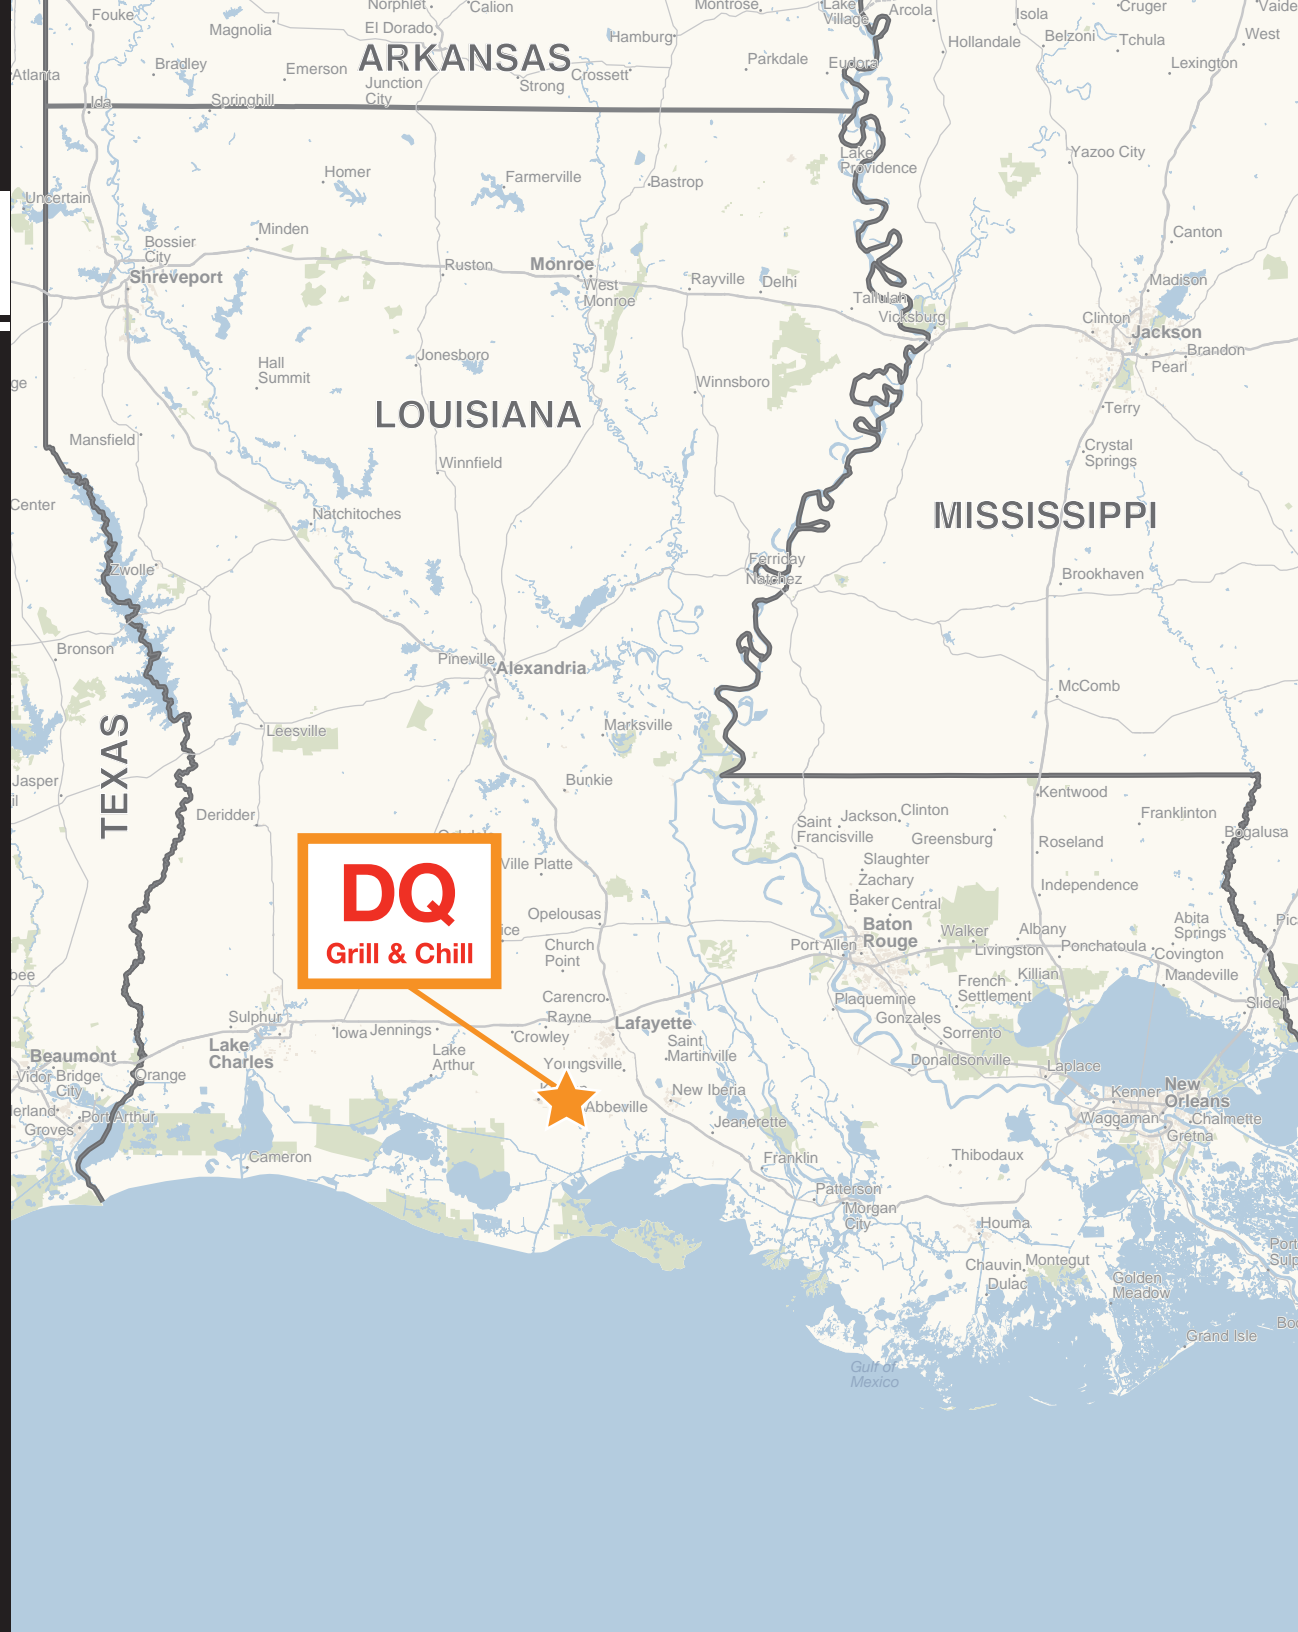 Fouke
Norphlet
Calion
Montrose
Lake
Village
Arcola
Isola
Cruger
Magnolia
El Dorado
Hamburg
Hollandale
Belzoni
Tchula
West
ARKANSAS
Atlanta
Bradley
Emerson
Junction
City
Strong
Crossett
Parkdale
Eudora
Lexington
Ida
Springhill
Lake
Providence
Yazoo City
Homer
Farmerville
Bastrop
Uncertain
Minden
Canton
Bossier
City
Shreveport
Ruston
Monroe
West
Monroe
Rayville
Delhi
Tallulah
Vicksburg
Madison
Clinton
Jackson
Brandon
Pearl
Hall
Summit
Jonesboro
Winnsboro
Terry
LOUISIANA
Mansfield
Winnfield
Crystal
Springs
Center
Natchitoches
MISSISSIPPI
Zwolle
Ferriday
Natchez
Brookhaven
Bronson
Pineville
Alexandria
McComb
TEXAS
Leesville
Marksville
Jasper
Bunkie
Kentwood
Deridder
Saint
Francisville
Jackson
Clinton
Greensburg
Franklinton
Bogalusa
Roseland
DQ
Grill & Chill
Ville Platte
Slaughter
Zachary
Independence
Baker
Central
Opelousas
Baton
Rouge
Walker
Albany
Abita
Springs
Church
Point
Port Allen
Livingston
Ponchatoula
Covington
Mandeville
Carencro
French
Settlement
Killian
Plaquemine
Slidell
Sulphur
Iowa
Jennings
Rayne
Crowley
Lafayette
Gonzales
Sorrento
Lake
Charles
Lake
Arthur
Saint
Martinville
Beaumont
Youngsville
Donaldsonville
Laplace
Vidor
Bridge
City
Orange
New Iberia
Kenner
New
Orleans
Port Arthur
Groves
Abbeville
Jeanerette
Waggaman
Chalmette
Gretna
Cameron
Franklin
Thibodaux
Patterson
Morgan
City
Houma
Chauvin
Montegut
Dulac
Golden
Meadow
Grand Isle
Gulf of
Mexico